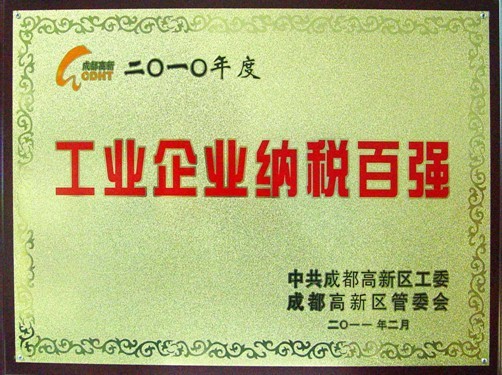 成都高新
CDHT
二〇一〇年度
工业企业纳税百强
中共成都高新区工委
成都高新区管委会
二〇一一年二月